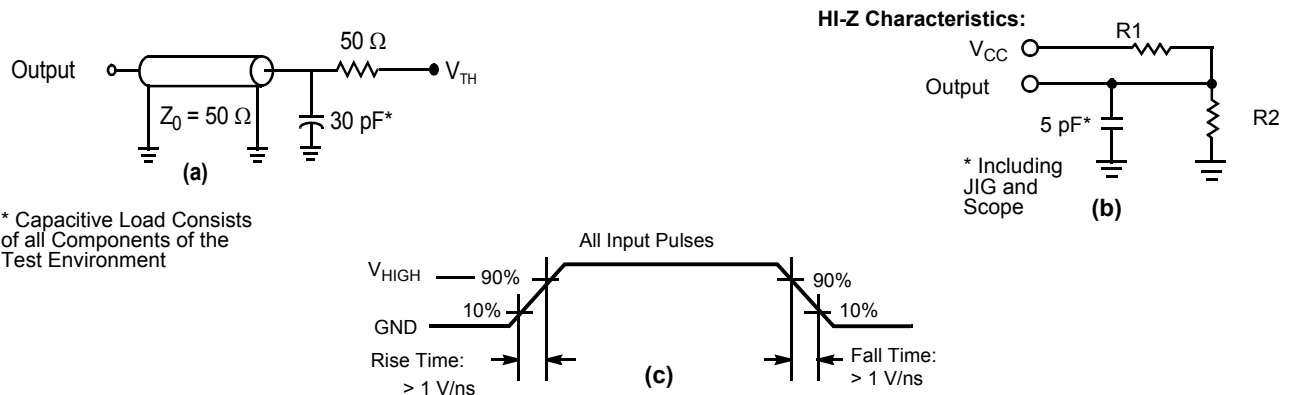 50 Ω
Output
V_TH
Z_0 = 50 Ω
30 pF*
(a)
* Capacitive Load Consists
of all Components of the
Test Environment
HI-Z Characteristics:
R1
V_CC
Output
5 pF*
R2
* Including
JIG and
Scope
(b)
All Input Pulses
V_HIGH
90%
90%
10%
10%
GND
Rise Time:
> 1 V/ns
(c)
Fall Time:
> 1 V/ns